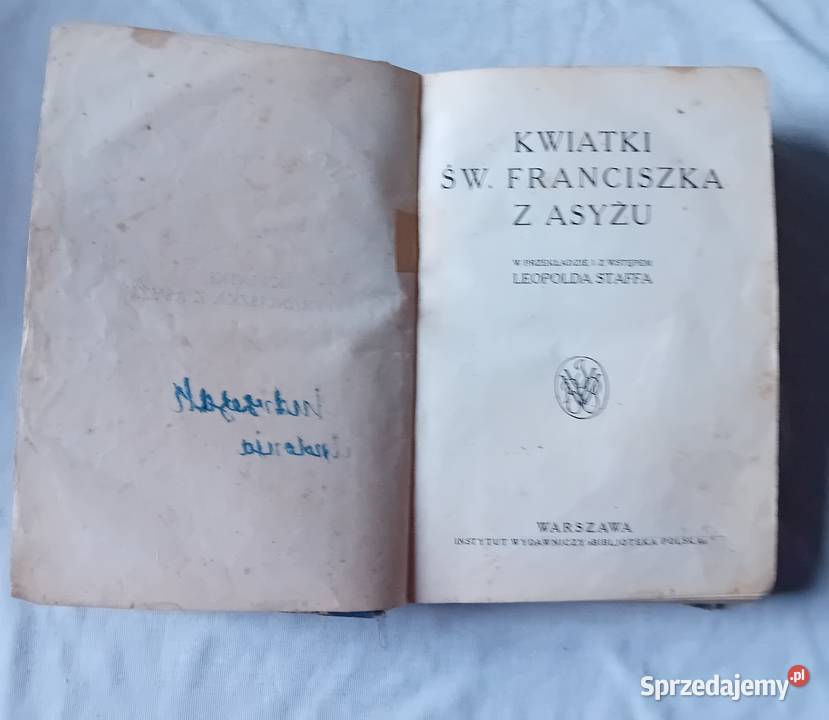 KWIATKI
ŚW. FRANCISZKA
Z ASYŻU
W PRZEKŁADZIE I Z WSTĘPEM
LEOPOLDA STAFFA
WARSZAWA
INSTYTUT WYDAWNICZY «BIBLJOTEKA POLSKA»
Sprzedajemy.pl